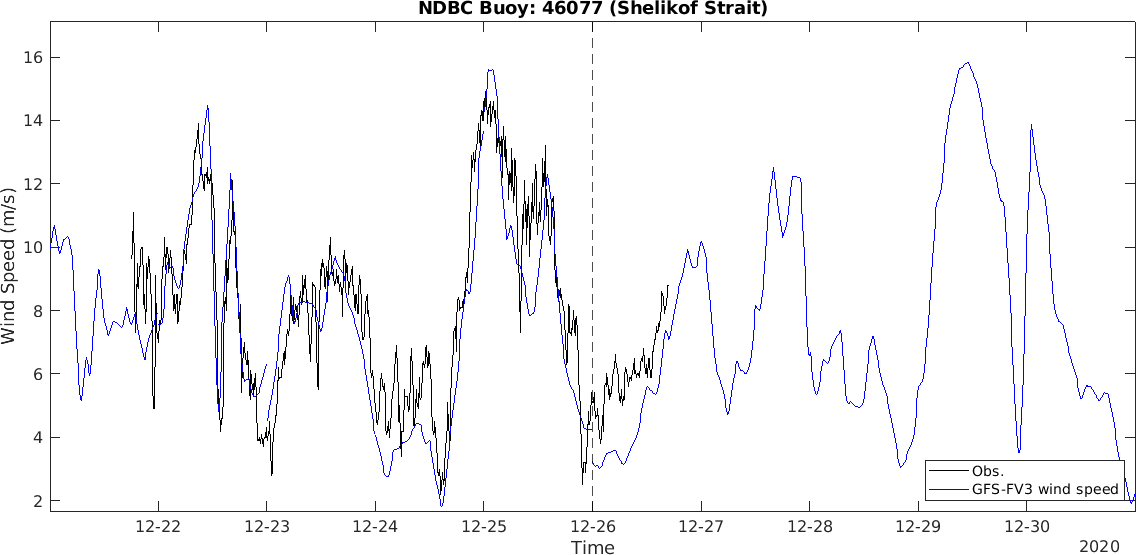 NDBC Buoy: 46077 (Shelikof Strait)
Wind Speed (m/s)
16
14
12
10
8
6
4
2
Obs.
GFS-FV3 wind speed
12-22 12-23 12-24 12-25 12-26 12-27 12-28 12-29 12-30
Time
2020